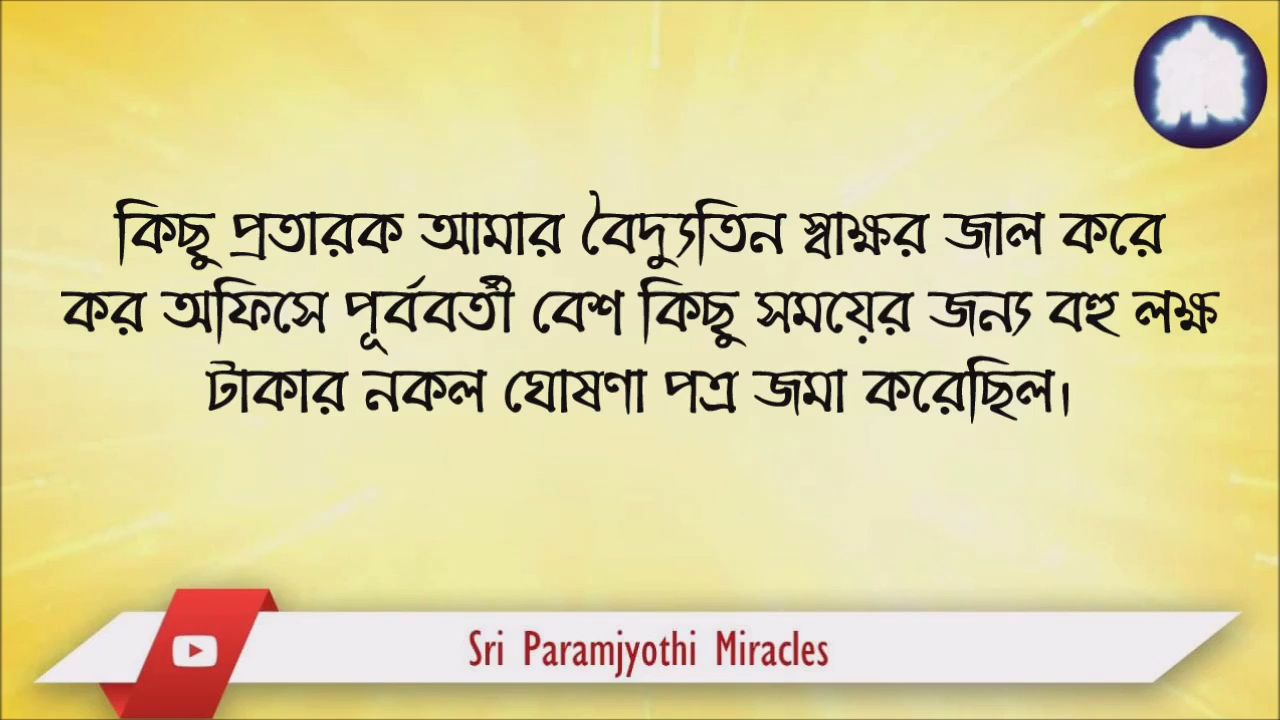 কিছু প্রতারক আমার বৈদ্যুতিন স্বাক্ষর জাল করে
কর অফিসে পূর্ববর্তী বেশ কিছু সময়ের জন্য বহু লক্ষ
টাকার নকল ঘোষণা পত্র জমা করেছিল।
Sri Paramjyothi Miracles